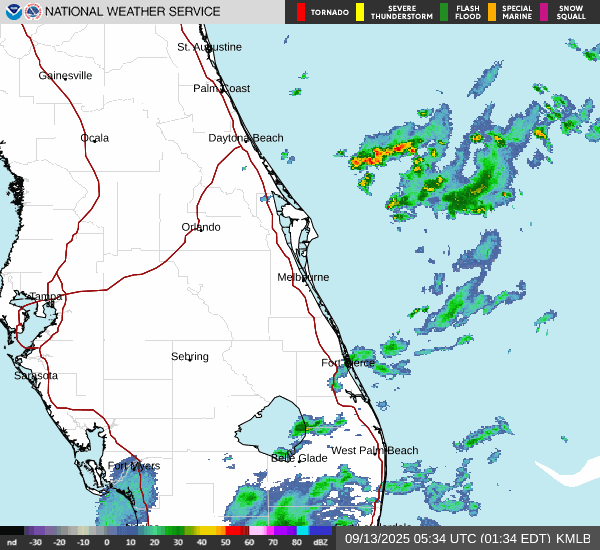 NATIONAL WEATHER SERVICE
TORNADO
SEVERE THUNDERSTORM
FLASH FLOOD
SPECIAL MARINE
SNOW SQUALL
St. Augustine
Gainesville
Palm Coast
Ocala
Daytona Beach
Orlando
Melbourne
Tampa
Sebring
Fort Pierce
Sarasota
West Palm Beach
Belle Glade
Fort Myers
nd -30 -20 -10 0 10 20 30 40 50 60 70 80 dBZ
09/13/2025 05:34 UTC (01:34 EDT) KMLB